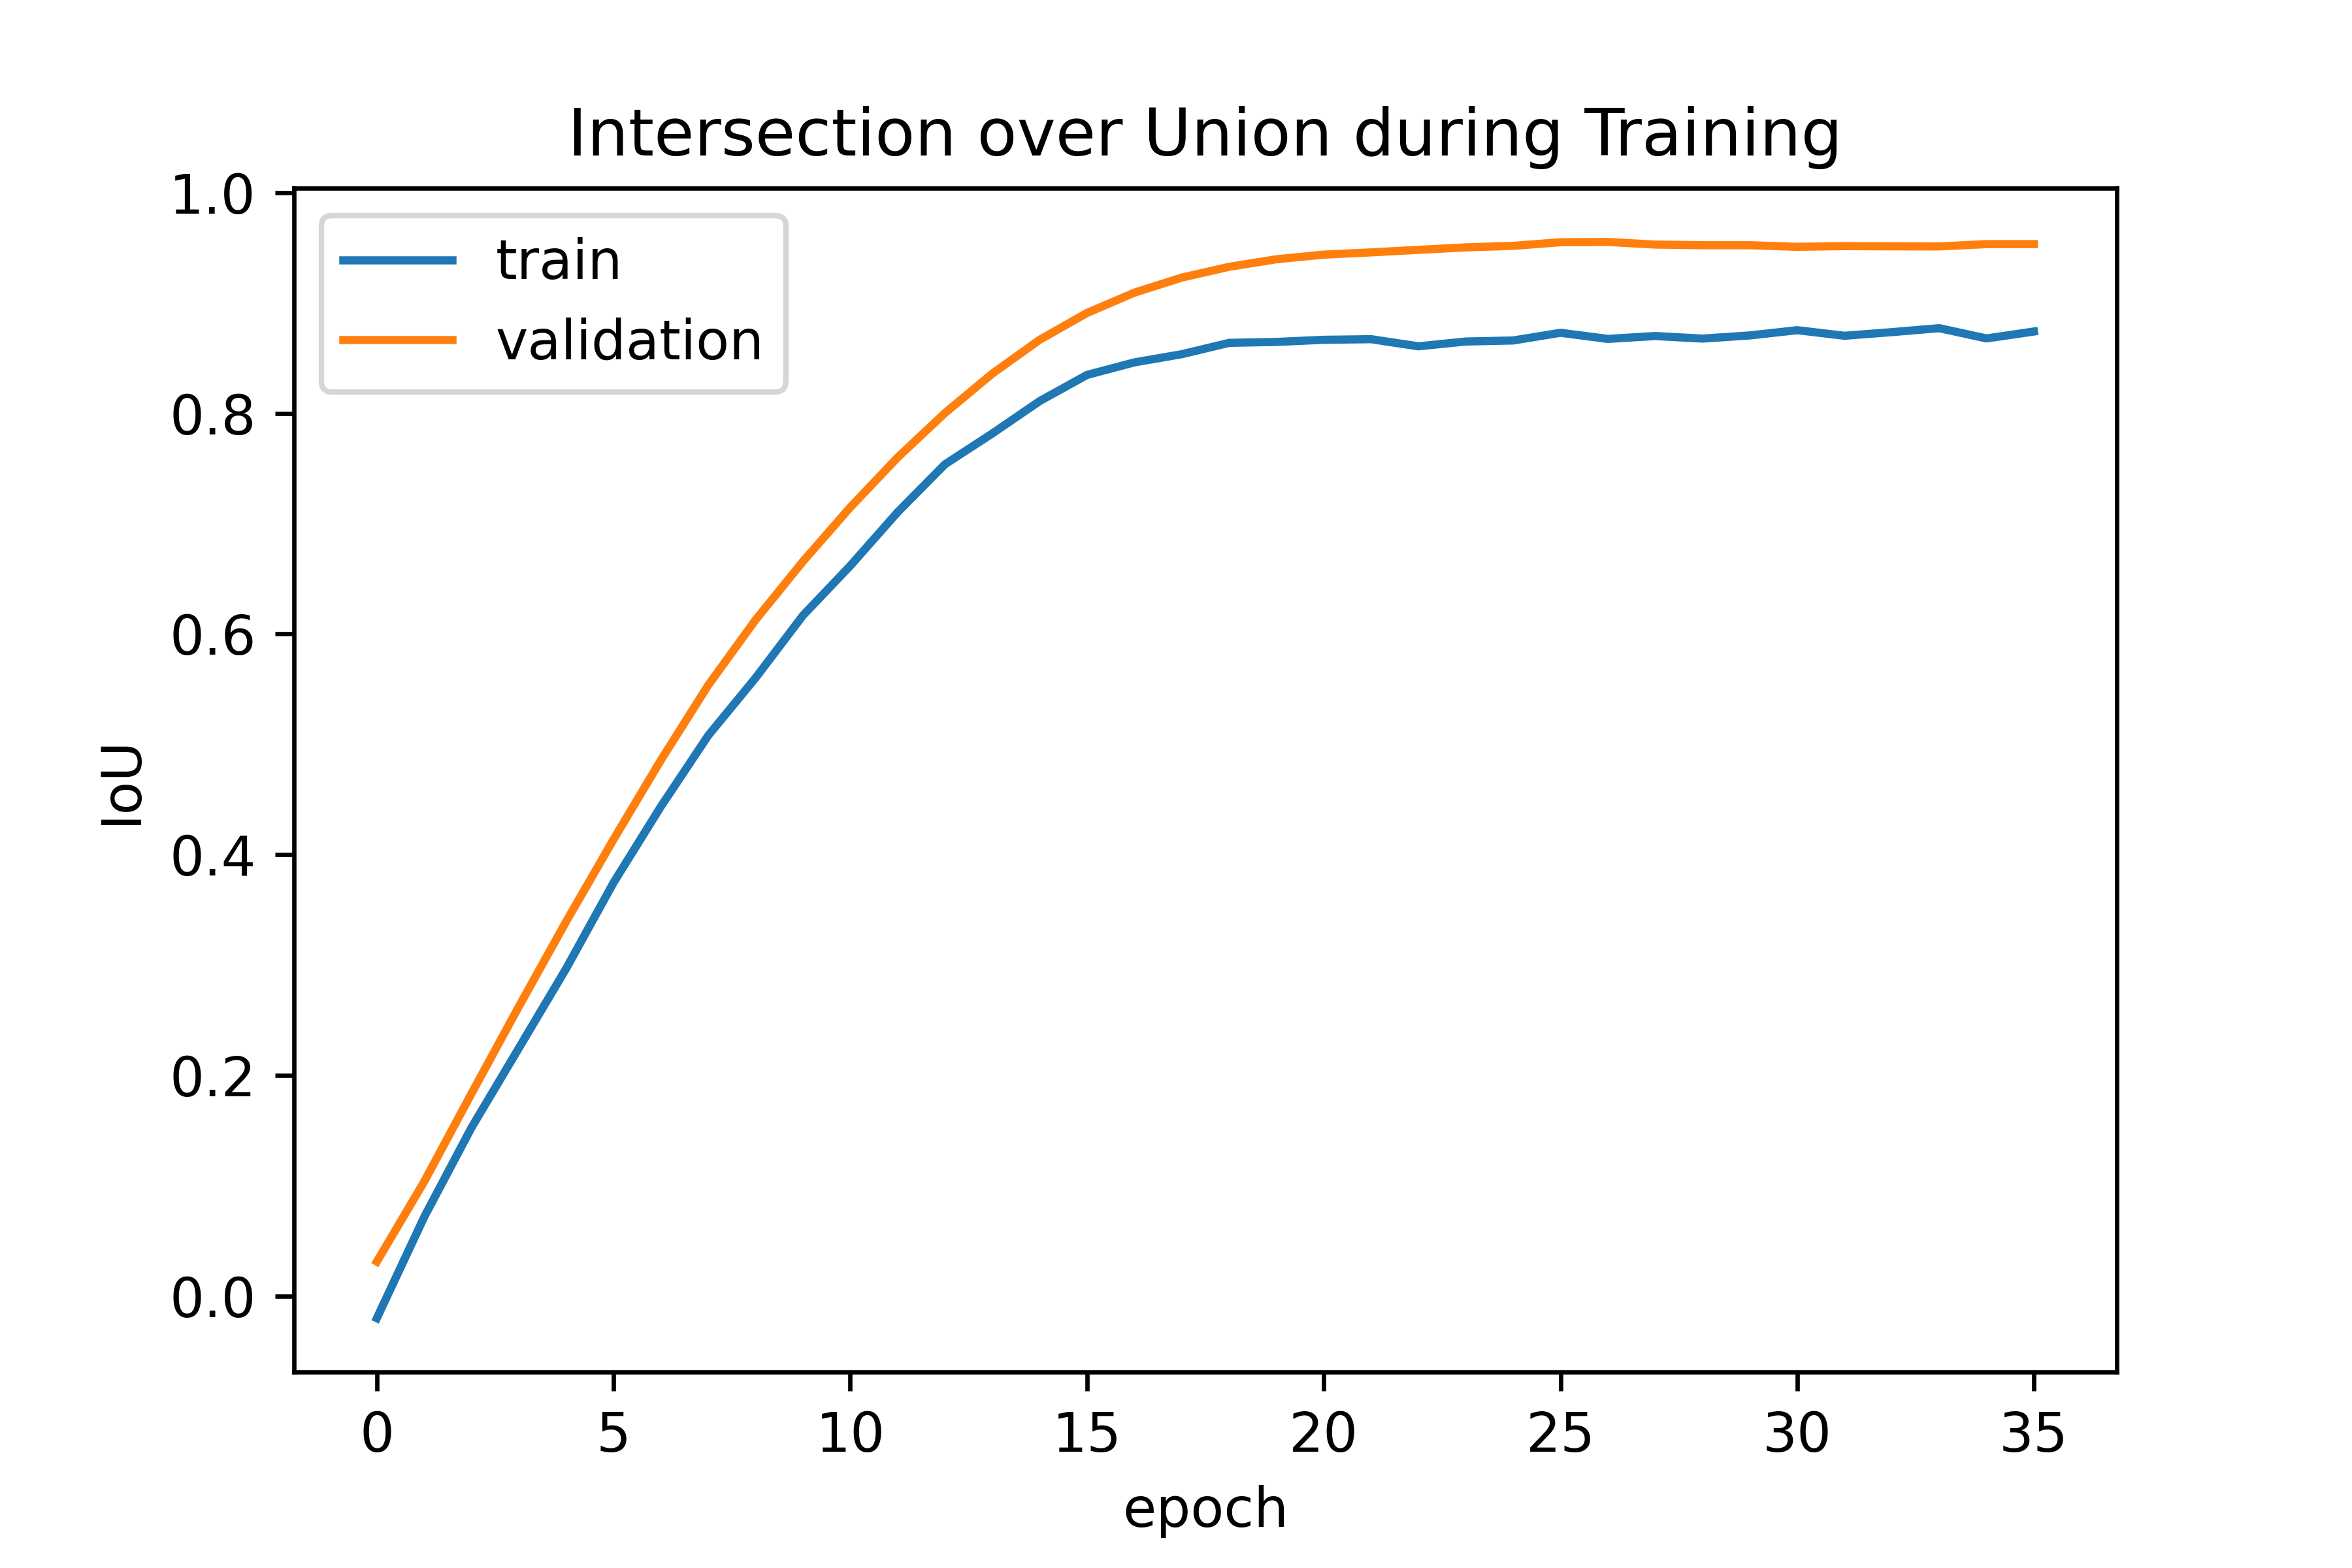 Intersection over Union during Training
1.0
0.8
0.6
0.4
0.2
0.0
IoU
train
validation
0 5 10 15 20 25 30 35
epoch